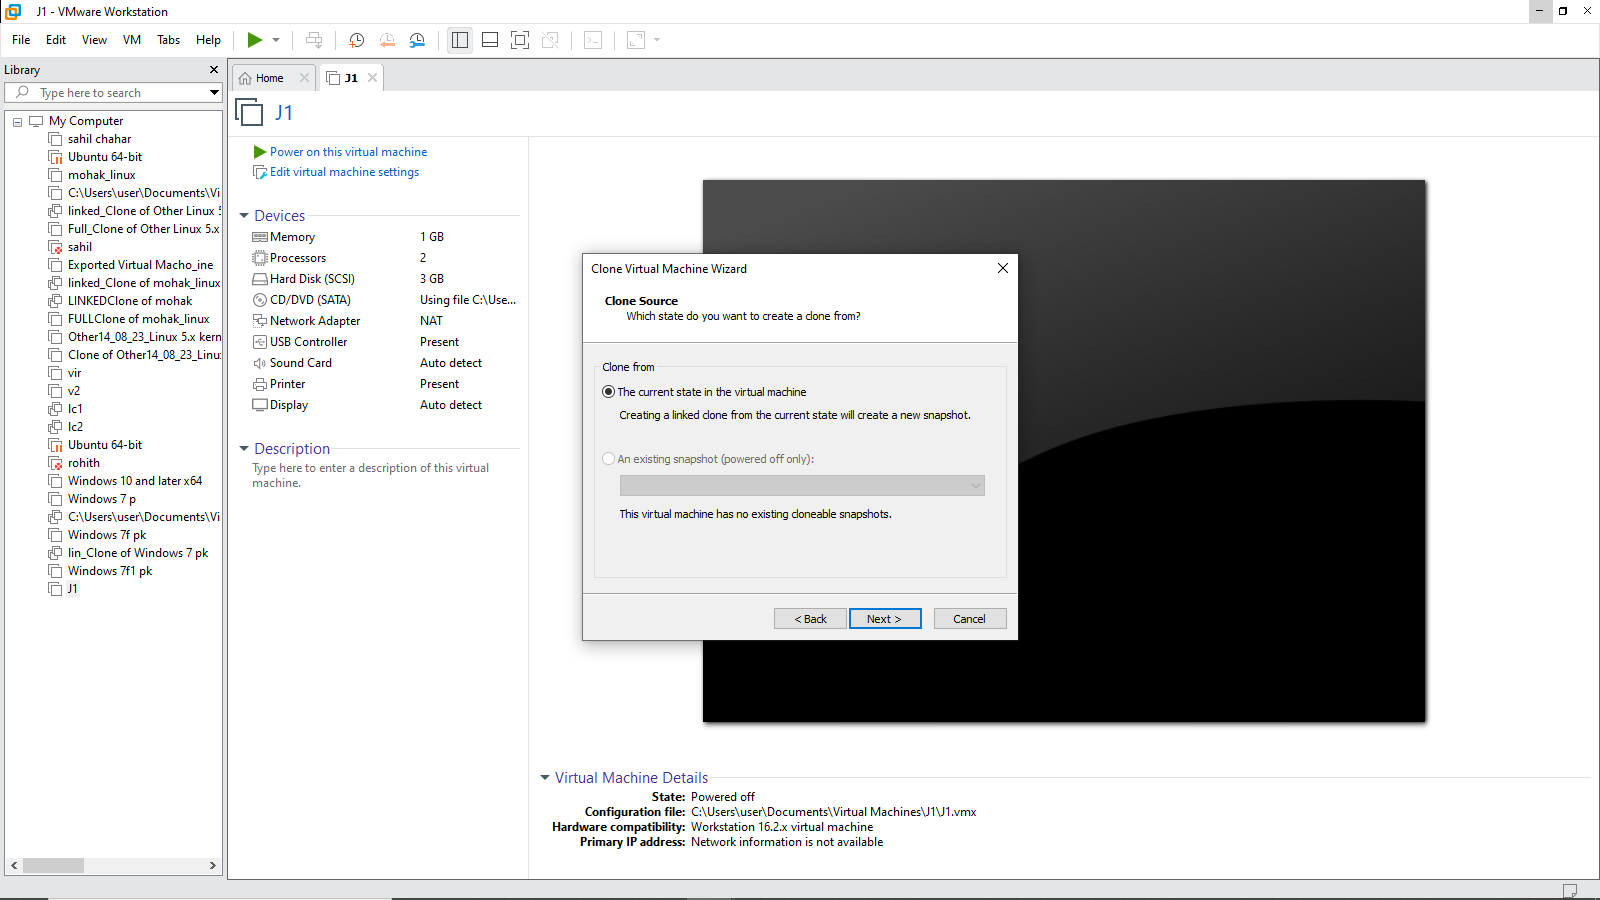 J1 - VMware Workstation
File Edit View VM Tabs Help
Library
Type here to search
My Computer
sahil chahar
Ubuntu 64-bit
mohak_linux
C:\Users\user\Documents\Vi
linked_Clone of Other Linux 5
Full_Clone of Other Linux 5.x
sahil
Exported Virtual Macho_ine
linked_Clone of mohak_linux
LINKEDClone of mohak
FULLClone of mohak_linux
Other14_08_23_Linux 5.x kern
Clone of Other14_08_23_Linux
vir
v2
lc1
lc2
Ubuntu 64-bit
rohith
Windows 10 and later x64
Windows 7 p
C:\Users\user\Documents\Vi
Windows 7f pk
lin_Clone of Windows 7 pk
Windows 7f1 pk
J1
Home
J1
J1
Power on this virtual machine
Edit virtual machine settings
Devices
Memory 1 GB
Processors 2
Hard Disk (SCSI) 3 GB
CD/DVD (SATA) Using file C:\Use...
Network Adapter NAT
USB Controller Present
Sound Card Auto detect
Printer Present
Display Auto detect
Description
Type here to enter a description of this virtual
machine.
Clone Virtual Machine Wizard
Clone Source
Which state do you want to create a clone from?
Clone from
The current state in the virtual machine
Creating a linked clone from the current state will create a new snapshot.
An existing snapshot (powered off only):
This virtual machine has no existing cloneable snapshots.
< Back Next > Cancel
Virtual Machine Details
State: Powered off
Configuration file: C:\Users\user\Documents\Virtual Machines\J1\J1.vmx
Hardware compatibility: Workstation 16.2.x virtual machine
Primary IP address: Network information is not available